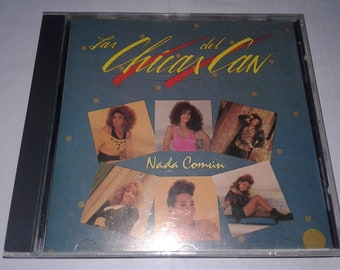 Las Chicas del Can
Nada Común